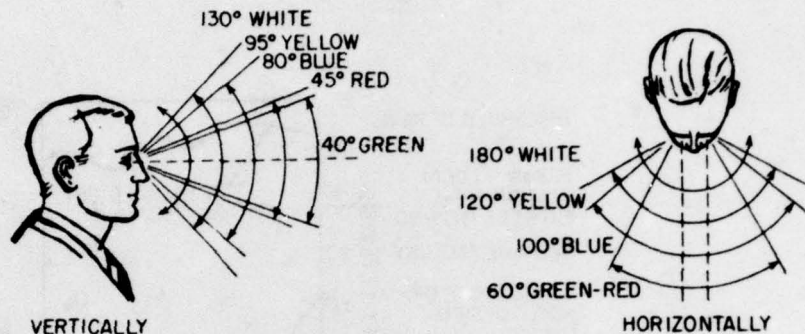 130° WHITE
95° YELLOW
80° BLUE
45° RED
40° GREEN
VERTICALLY
180° WHITE
120° YELLOW
100° BLUE
60° GREEN-RED
HORIZONTALLY